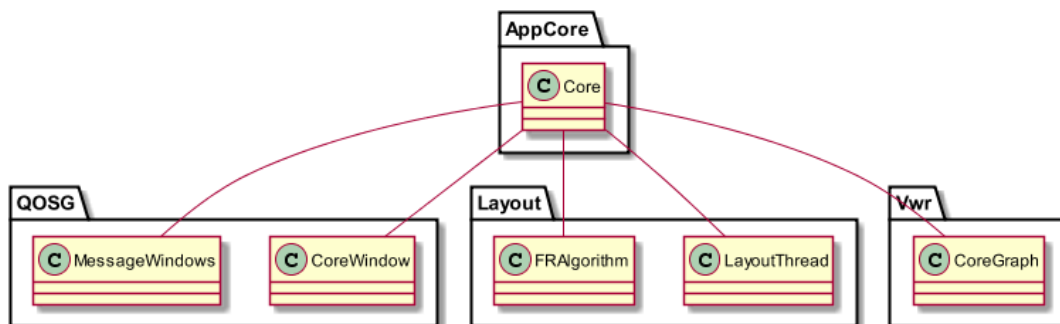 AppCore
C Core
QOSG
Layout
Vwr
C MessageWindows
C CoreWindow
C FRAlgorithm
C LayoutThread
C CoreGraph